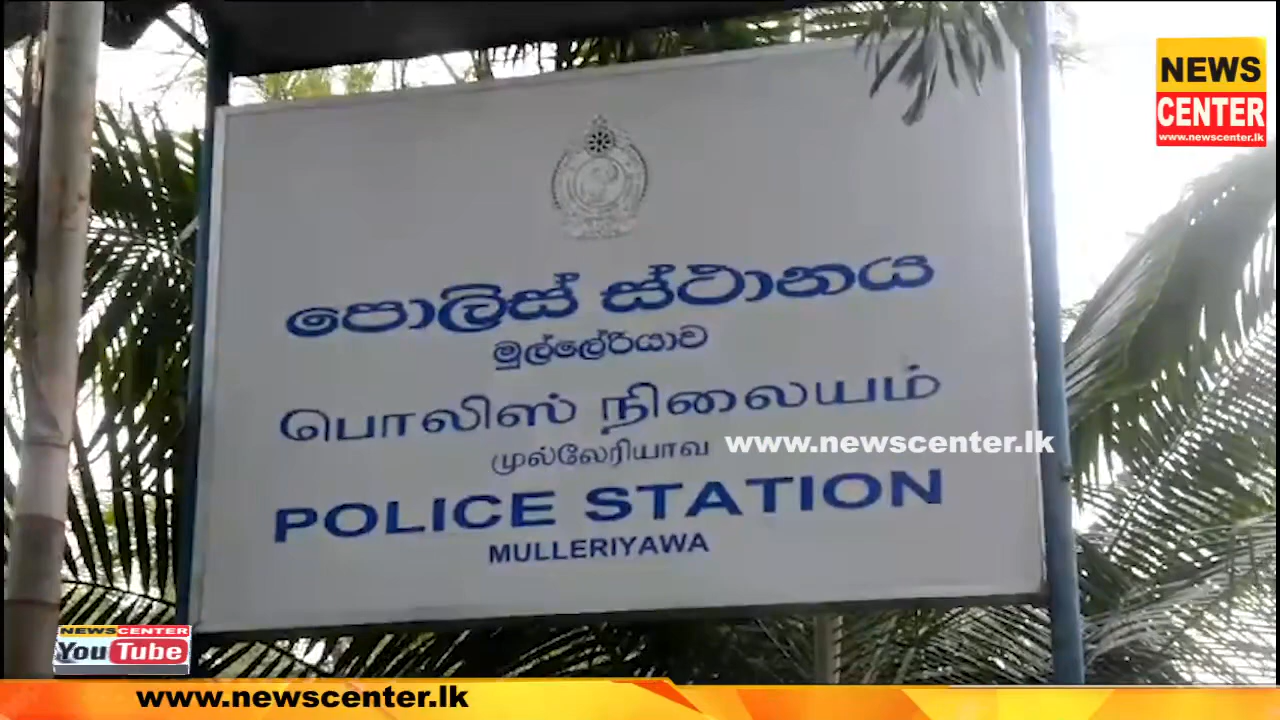 NEWS
CENTER
www.newscenter.lk
පොලිස් ස්ථානය
මුල්ලේරියාව
பொலிஸ் நிலையம்
முல்லேரியாவ
www.newscenter.lk
POLICE STATION
MULLERIYAWA
NEWSCENTER
YouTube
www.newscenter.lk